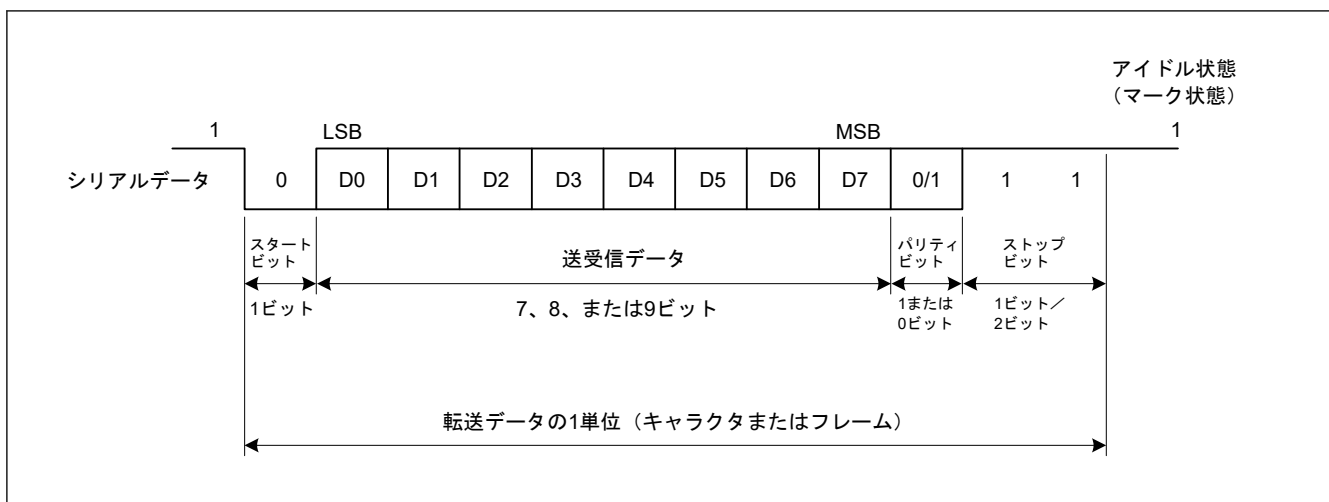 アイドル状態
（マーク状態）
1 LSB MSB 1
シリアルデータ 0 D0 D1 D2 D3 D4 D5 D6 D7 0/1 1 1
スタート
ビット
送受信データ
パリティ
ビット
ストップ
ビット
1ビット
7、8、または9ビット
1または
0ビット
1ビット／
2ビット
転送データの1単位（キャラクタまたはフレーム）